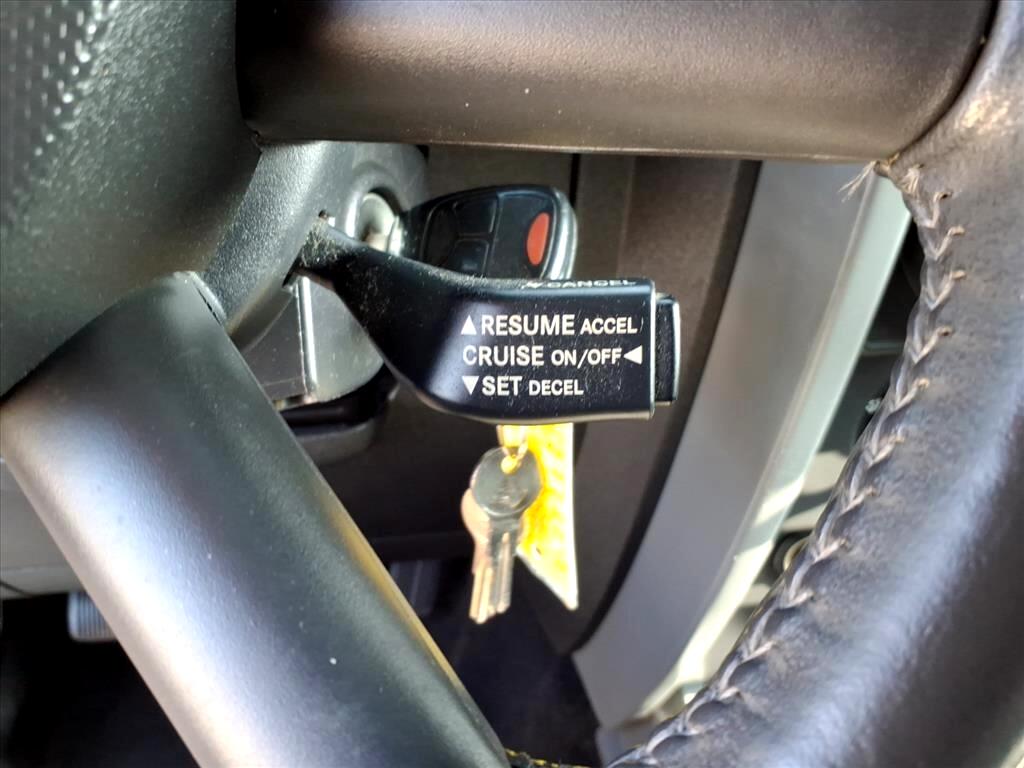 ▼CANCEL
▲RESUME ACCEL
CRUISE ON/OFF◀
▼SET DECEL